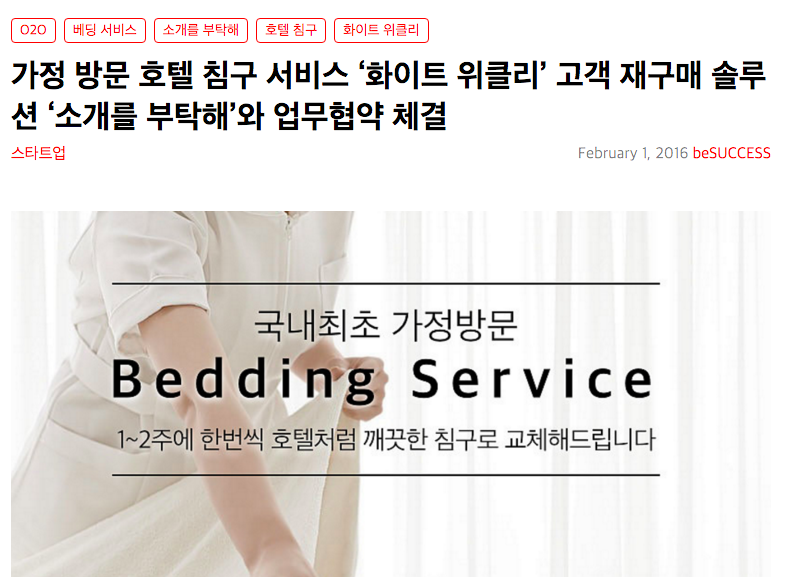 O2O 베딩 서비스 소개를 부탁해 호텔 침구 화이트 위클리
가정 방문 호텔 침구 서비스 ‘화이트 위클리’ 고객 재구매 솔루
션 ‘소개를 부탁해’와 업무협약 체결
스타트업 February 1, 2016 beSUCCESS
국내최초 가정방문
Bedding Service
1~2주에 한번씩 호텔처럼 깨끗한 침구로 교체해드립니다